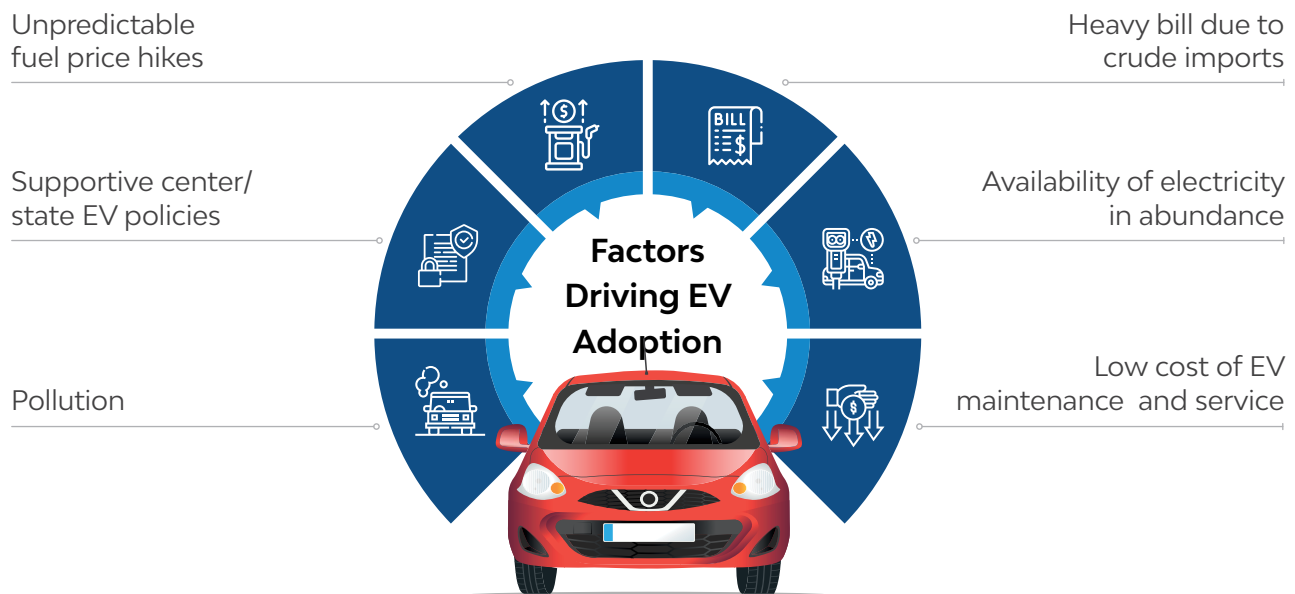 Unpredictable
fuel price hikes
Supportive center/
state EV policies
Pollution
Factors
Driving EV
Adoption
BILL
$
$
Heavy bill due to
crude imports
Availability of electricity
in abundance
Low cost of EV
maintenance  and service
$